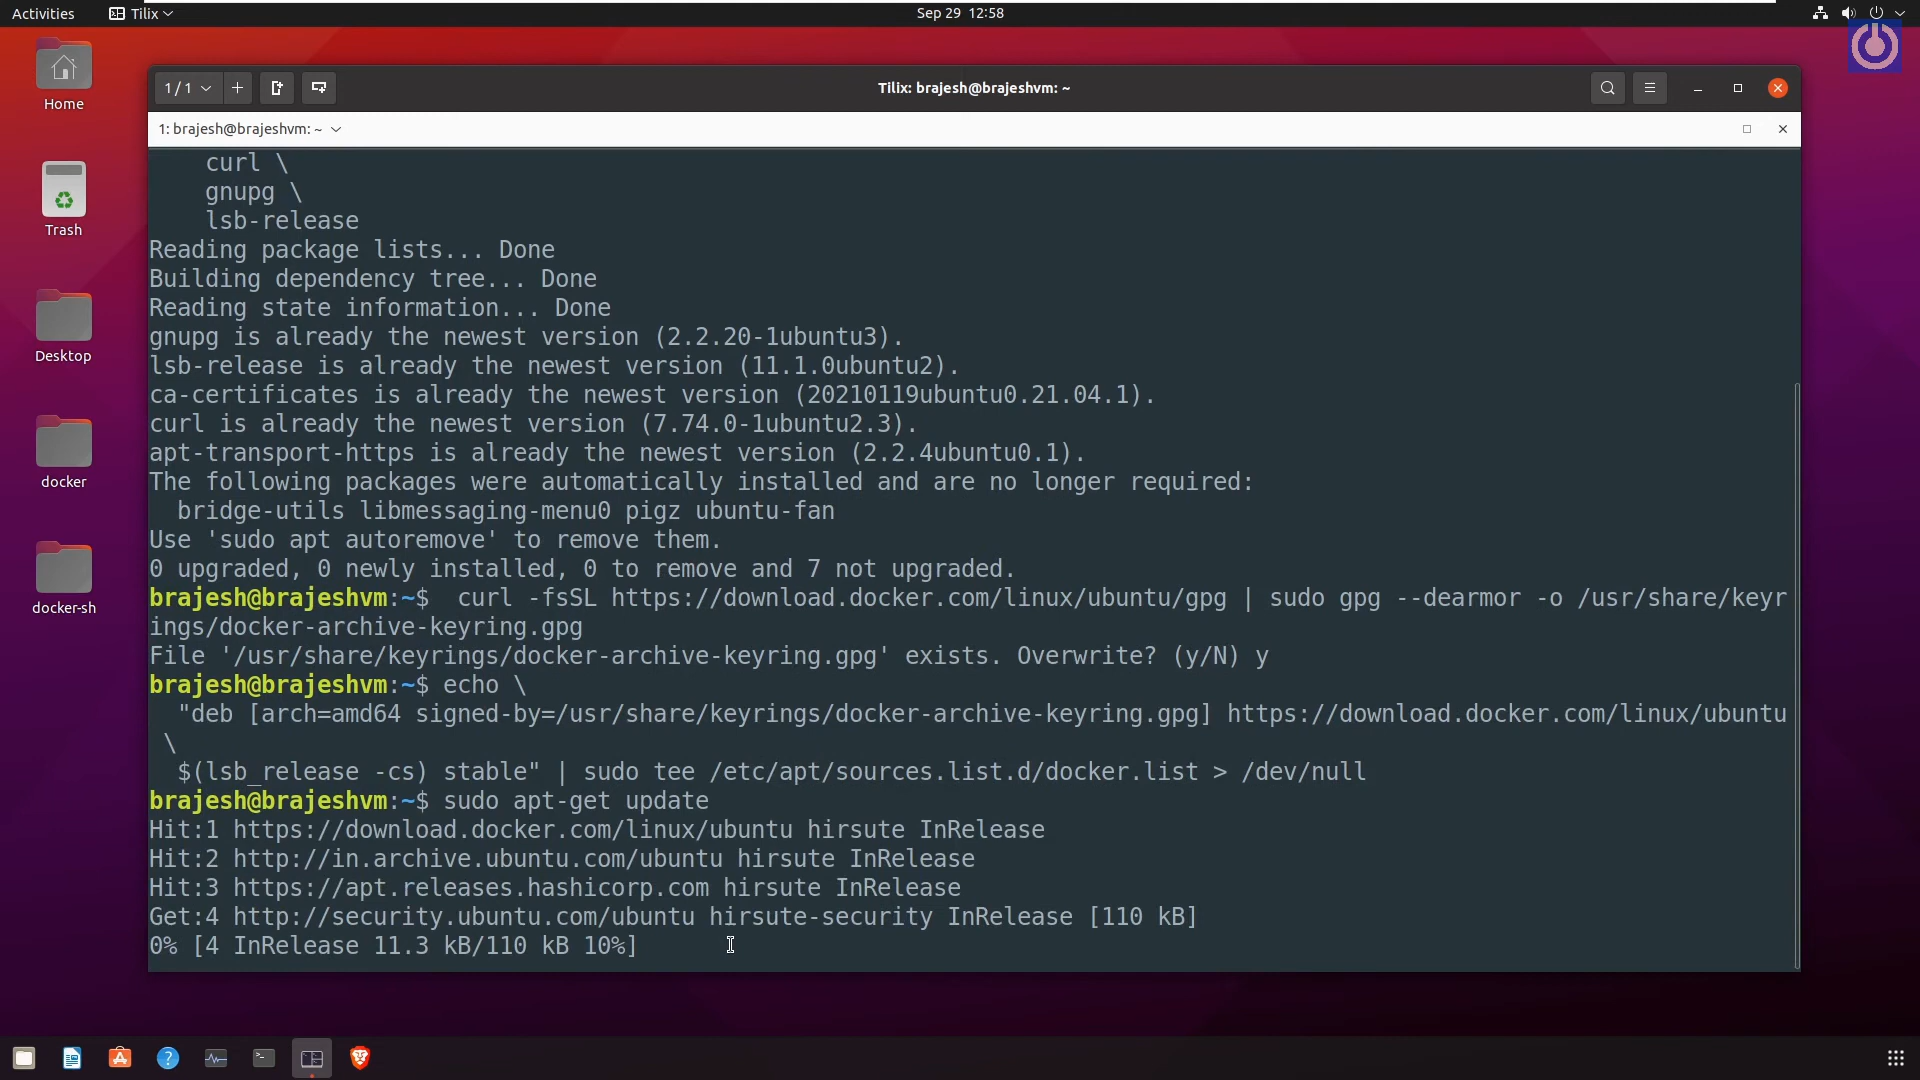 Activities
Tilix
Sep 29 12:58
Home
Trash
Desktop
docker
docker-sh
1 / 1
Tilix: brajesh@brajeshvm: ~
1: brajesh@brajeshvm: ~
    curl \
    gnupg \
    lsb-release
Reading package lists... Done
Building dependency tree... Done
Reading state information... Done
gnupg is already the newest version (2.2.20-1ubuntu3).
lsb-release is already the newest version (11.1.0ubuntu2).
ca-certificates is already the newest version (20210119ubuntu0.21.04.1).
curl is already the newest version (7.74.0-1ubuntu2.3).
apt-transport-https is already the newest version (2.2.4ubuntu0.1).
The following packages were automatically installed and are no longer required:
  bridge-utils libmessaging-menu0 pigz ubuntu-fan
Use 'sudo apt autoremove' to remove them.
0 upgraded, 0 newly installed, 0 to remove and 7 not upgraded.
brajesh@brajeshvm:~$  curl -fsSL https://download.docker.com/linux/ubuntu/gpg | sudo gpg --dearmor -o /usr/share/keyr
ings/docker-archive-keyring.gpg
File '/usr/share/keyrings/docker-archive-keyring.gpg' exists. Overwrite? (y/N) y
brajesh@brajeshvm:~$ echo \
  "deb [arch=amd64 signed-by=/usr/share/keyrings/docker-archive-keyring.gpg] https://download.docker.com/linux/ubuntu
 \
  $(lsb_release -cs) stable" | sudo tee /etc/apt/sources.list.d/docker.list > /dev/null
brajesh@brajeshvm:~$ sudo apt-get update
Hit:1 https://download.docker.com/linux/ubuntu hirsute InRelease
Hit:2 http://in.archive.ubuntu.com/ubuntu hirsute InRelease
Hit:3 https://apt.releases.hashicorp.com hirsute InRelease
Get:4 http://security.ubuntu.com/ubuntu hirsute-security InRelease [110 kB]
0% [4 InRelease 11.3 kB/110 kB 10%]